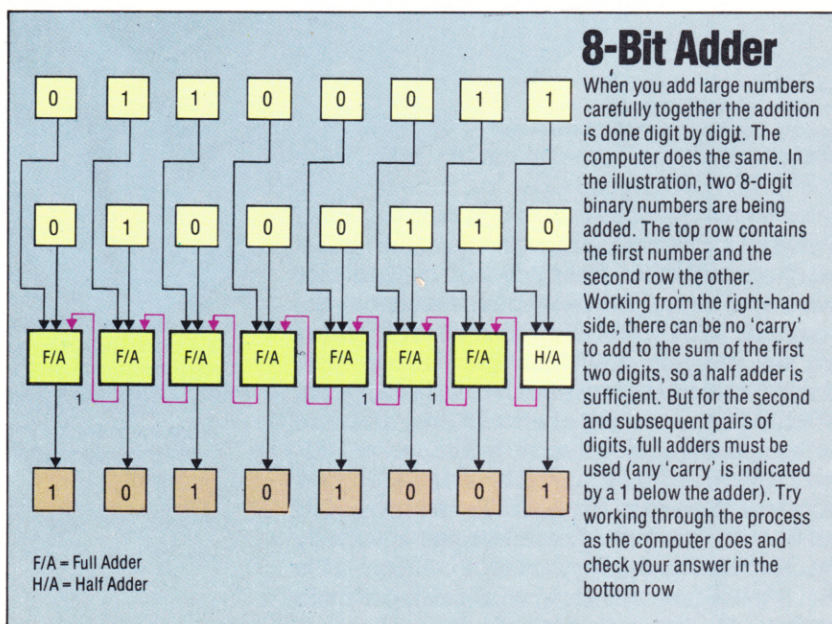 8-Bit Adder
When you add large numbers
carefully together the addition
is done digit by digit. The
computer does the same. In
the illustration, two 8-digit
binary numbers are being
added. The top row contains
the first number and the
second row the other.
Working from the right-hand
side, there can be no 'carry'
to add to the sum of the first
two digits, so a half adder is
sufficient. But for the second
and subsequent pairs of
digits, full adders must be
used (any 'carry' is indicated
by a 1 below the adder). Try
working through the process
as the computer does and
check your answer in the
bottom row
0 1 1 0 0 0 1 1
0 1 0 0 0 1 1 0
F/A F/A F/A F/A F/A F/A F/A H/A
1 1 1
1 0 1 0 1 0 0 1
F/A = Full Adder
H/A = Half Adder